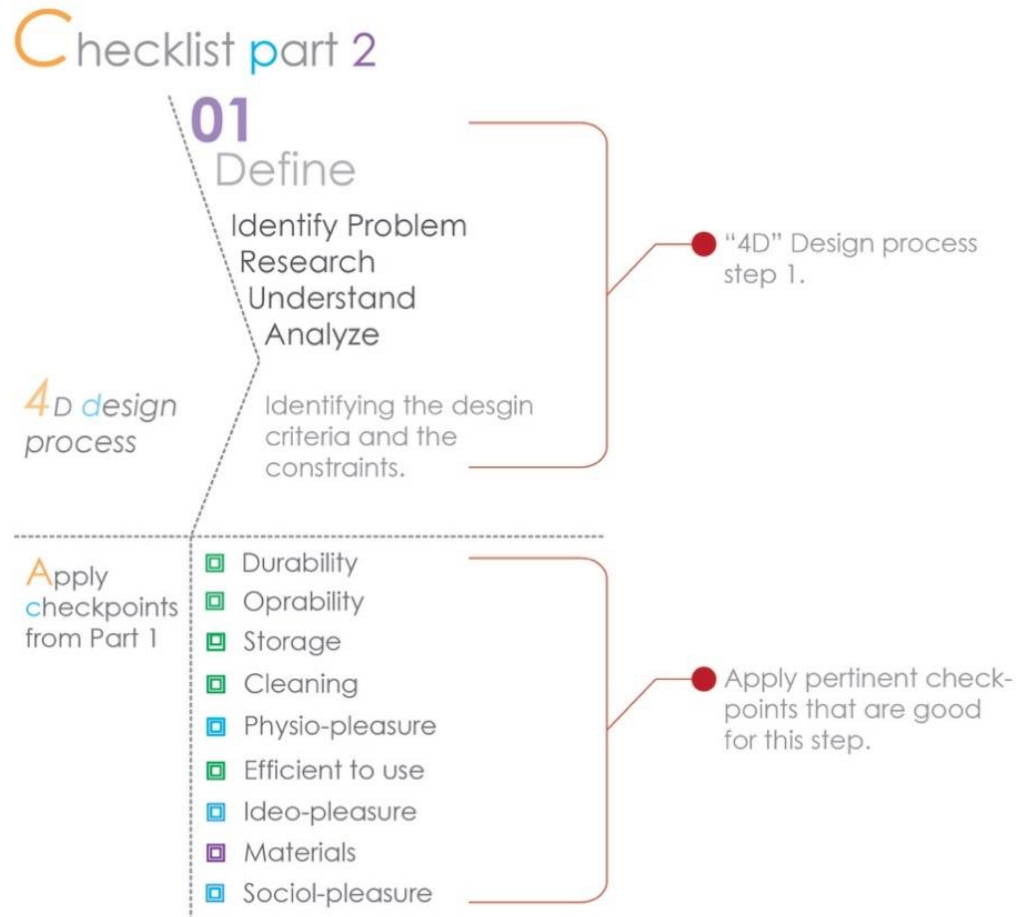 Checklist part 2
01
Define
Identify Problem
Research
Understand
Analyze
"4D" Design process
step 1.
4D design
process
Identifying the desgin
criteria and the
constraints.
Apply
checkpoints
from Part 1
Durability
Oprability
Storage
Cleaning
Physio-pleasure
Efficient to use
Ideo-pleasure
Materials
Sociol-pleasure
Apply pertinent check-
points that are good
for this step.